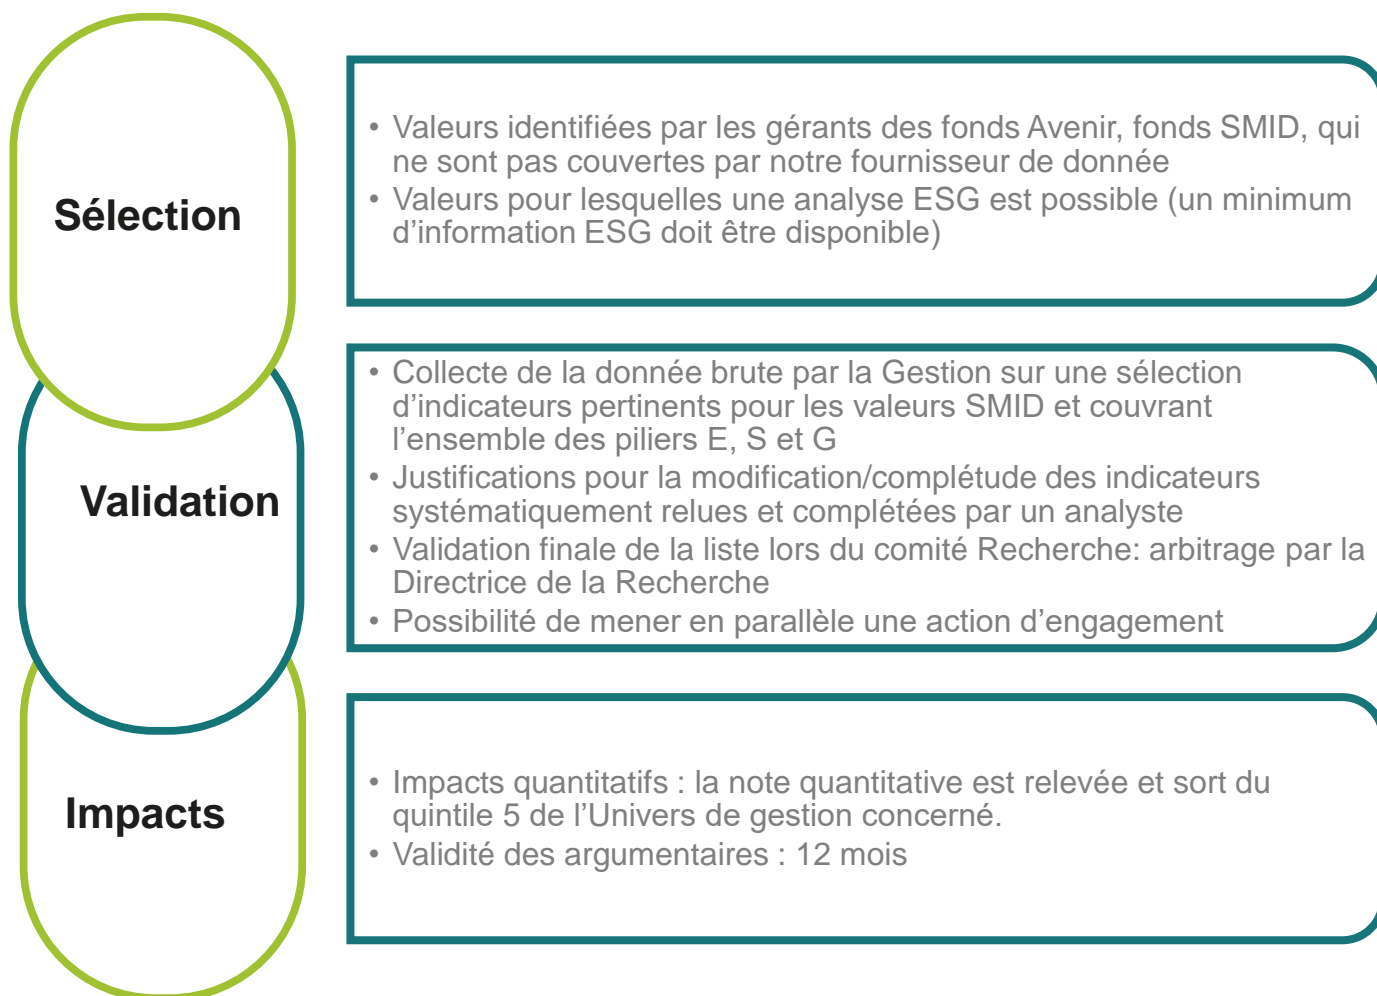 Sélection
• Valeurs identifiées par les gérants des fonds Avenir, fonds SMID, qui
ne sont pas couvertes par notre fournisseur de donnée
• Valeurs pour lesquelles une analyse ESG est possible (un minimum
d’information ESG doit être disponible)
Validation
• Collecte de la donnée brute par la Gestion sur une sélection
d’indicateurs pertinents pour les valeurs SMID et couvrant
l’ensemble des piliers E, S et G
• Justifications pour la modification/complétude des indicateurs
systématiquement relues et complétées par un analyste
• Validation finale de la liste lors du comité Recherche: arbitrage par la
Directrice de la Recherche
• Possibilité de mener en parallèle une action d’engagement
Impacts
• Impacts quantitatifs : la note quantitative est relevée et sort du
quintile 5 de l’Univers de gestion concerné.
• Validité des argumentaires : 12 mois